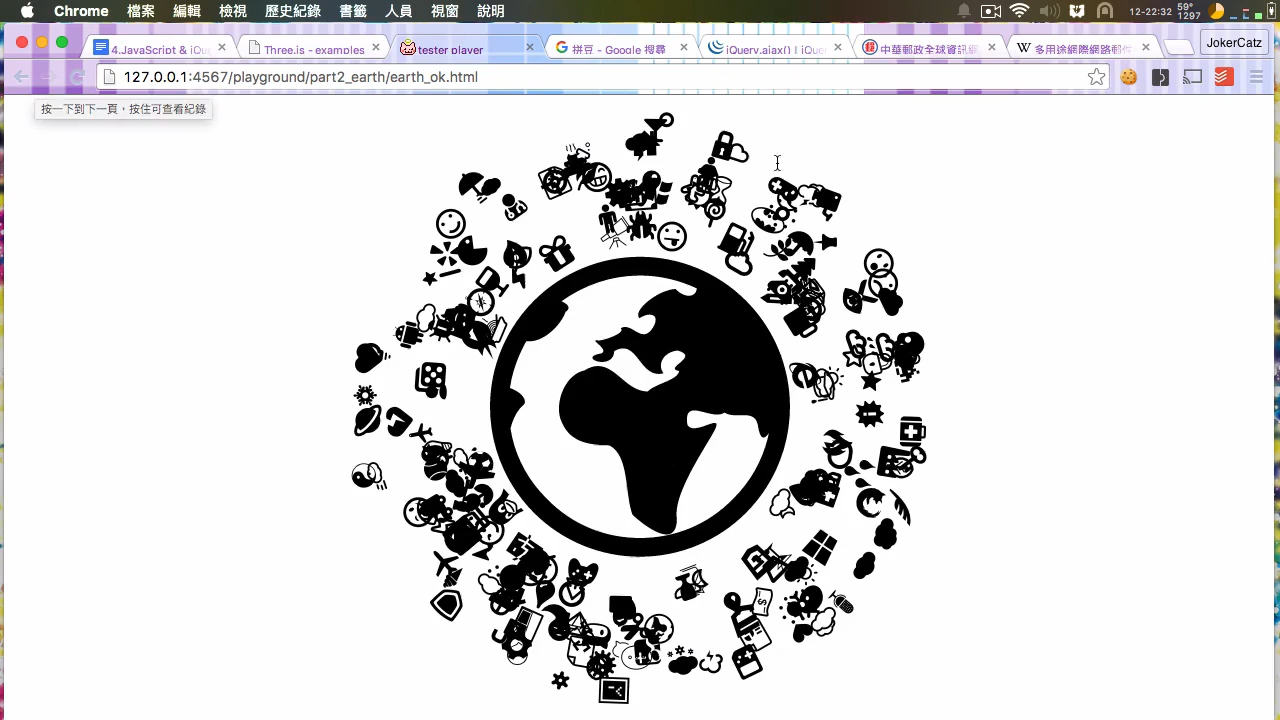 Chrome 檔案 編輯 檢視 歷史紀錄 書籤 人員 視窗 說明
12-22:32 59° 1297
4.JavaScript & jQue
Three.js - examples
tester player
拼豆 - Google 搜尋
jQuery.ajax() | jQue
中華郵政全球資訊網
多用途網際網路郵件
JokerCatz
127.0.0.1:4567/playground/part2_earth/earth_ok.html
按一下到下一頁，按住可查看紀錄